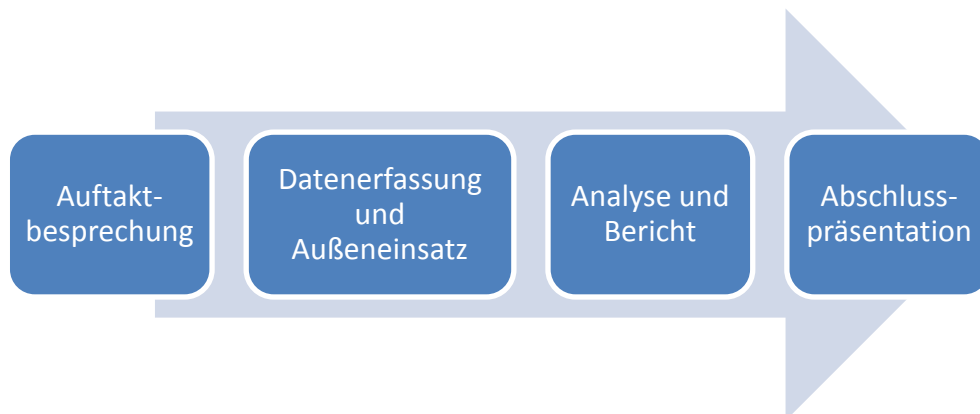 Auftakt-
besprechung
Datenerfassung
und
Außeneinsatz
Analyse und
Bericht
Abschluss-
präsentation